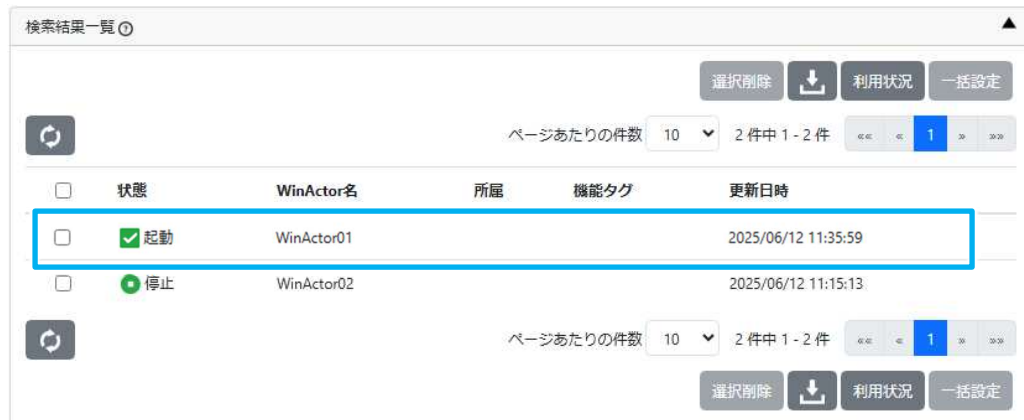 検索結果一覧
選択削除 利用状況 一括設定
ページあたりの件数 10 2 件中 1 - 2 件 «« « 1 » »»
状態 WinActor名 所属 機能タグ 更新日時
起動 WinActor01 2025/06/12 11:35:59
停止 WinActor02 2025/06/12 11:15:13
ページあたりの件数 10 2 件中 1 - 2 件 «« « 1 » »»
選択削除 利用状況 一括設定